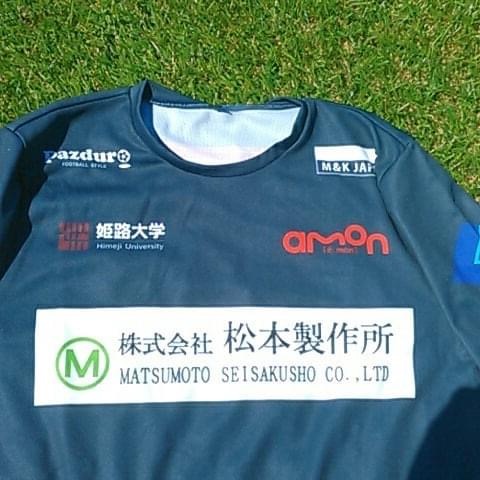 pazduro
FOOTBALL STYLE
M&K JAP
姫路大学
Himeji University
amon
[é·món]
M
株式会社 松本製作所
MATSUMOTO SEISAKUSHO CO.,LTD